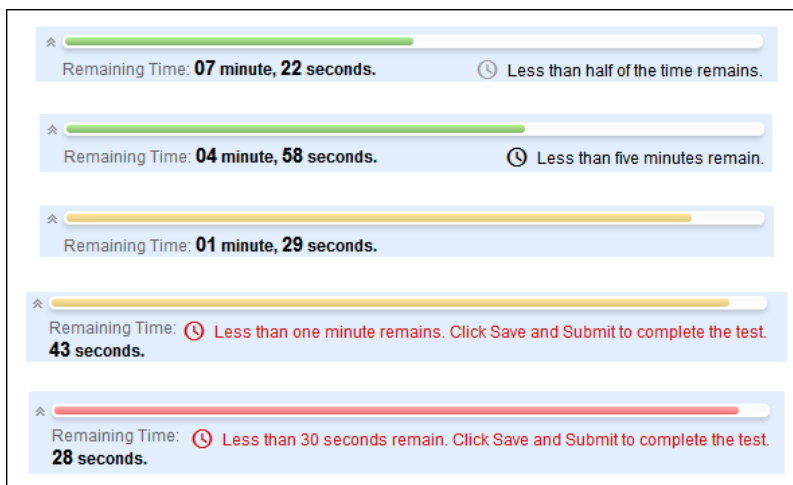 Remaining Time: 07 minute, 22 seconds. Less than half of the time remains.
Remaining Time: 04 minute, 58 seconds. Less than five minutes remain.
Remaining Time: 01 minute, 29 seconds.
Remaining Time: Less than one minute remains. Click Save and Submit to complete the test.
43 seconds.
Remaining Time: Less than 30 seconds remain. Click Save and Submit to complete the test.
28 seconds.